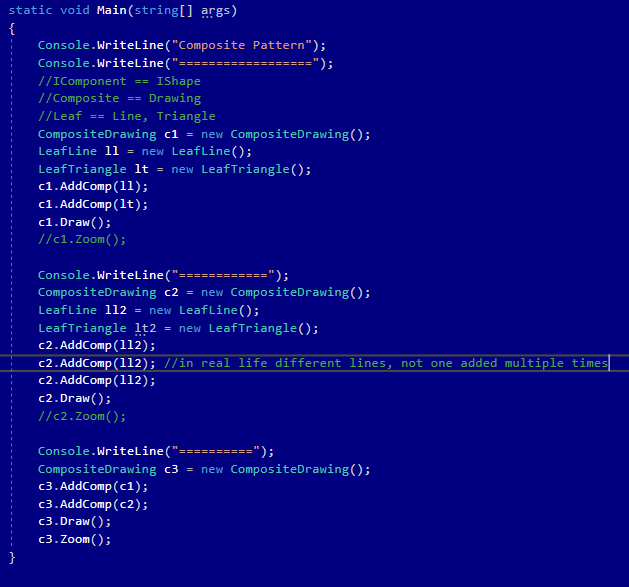 static void Main(string[] args)
{
Console.WriteLine("Composite Pattern");
Console.WriteLine("==================");
//IComponent == IShape
//Composite == Drawing
//Leaf == Line, Triangle
CompositeDrawing c1 = new CompositeDrawing();
LeafLine ll = new LeafLine();
LeafTriangle lt = new LeafTriangle();
c1.AddComp(ll);
c1.AddComp(lt);
c1.Draw();
//c1.Zoom();
Console.WriteLine("============");
CompositeDrawing c2 = new CompositeDrawing();
LeafLine ll2 = new LeafLine();
LeafTriangle lt2 = new LeafTriangle();
c2.AddComp(ll2);
c2.AddComp(ll2); //in real life different lines, not one added multiple times
c2.AddComp(ll2);
c2.Draw();
//c2.Zoom();
Console.WriteLine("==========");
CompositeDrawing c3 = new CompositeDrawing();
c3.AddComp(c1);
c3.AddComp(c2);
c3.Draw();
c3.Zoom();
}